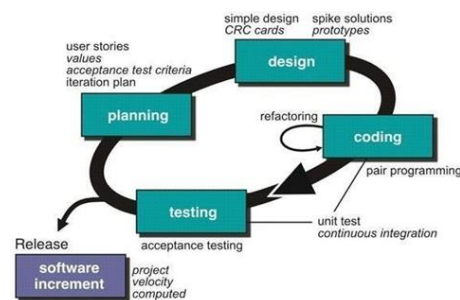 simple design
CRC cards
spike solutions
prototypes
design
user stories
values
acceptance test criteria
iteration plan
planning
refactoring
coding
pair programming
testing
acceptance testing
unit test
continuous integration
Release
software
increment
project
velocity
computed